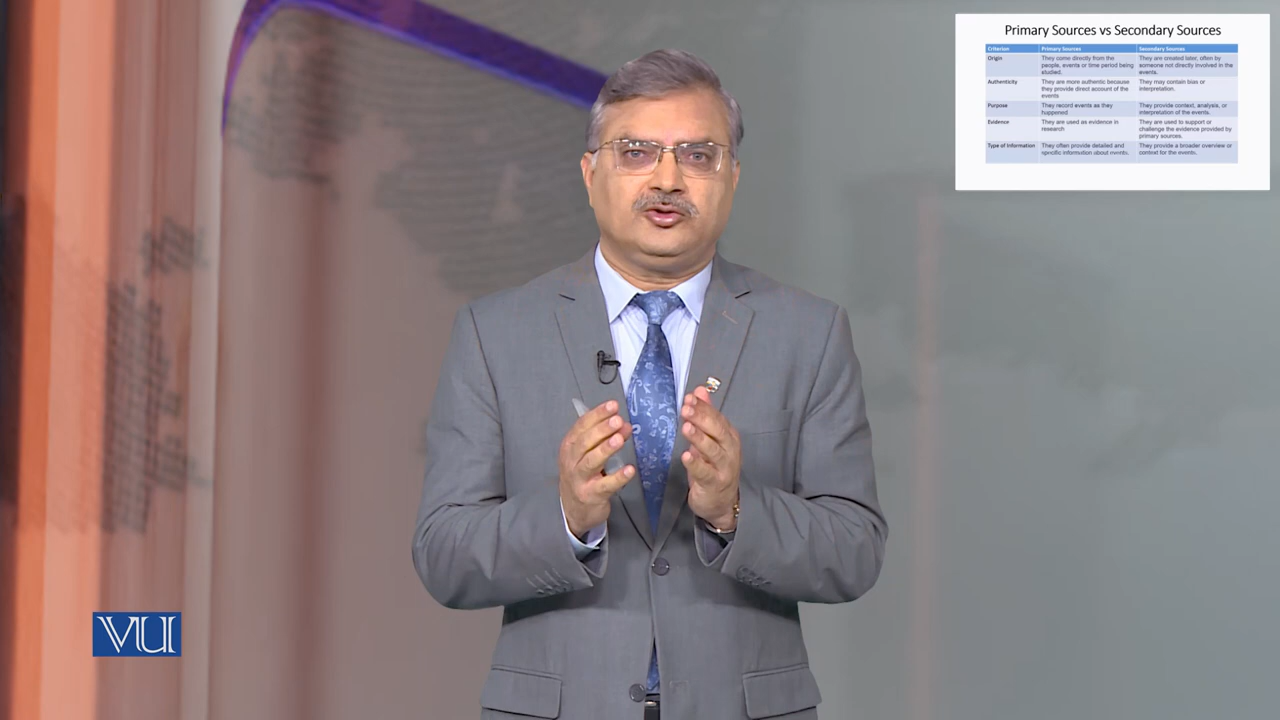 Primary Sources vs Secondary Sources
Criterion Primary Sources Secondary Sources
Origin They come directly from the They are created later, often by
people, events or time period being someone not directly involved in the
studied. events.
Authenticity They are more authentic because They may contain bias or
they provide direct account of the interpretation.
events
Purpose They record events as they They provide context, analysis, or
happened interpretation of the events.
Evidence They are used as evidence in They are used to support or
research challenge the evidence provided by
primary sources.
Type of Information They often provide detailed and They provide a broader overview or
specific information about events. context for the events.
VU